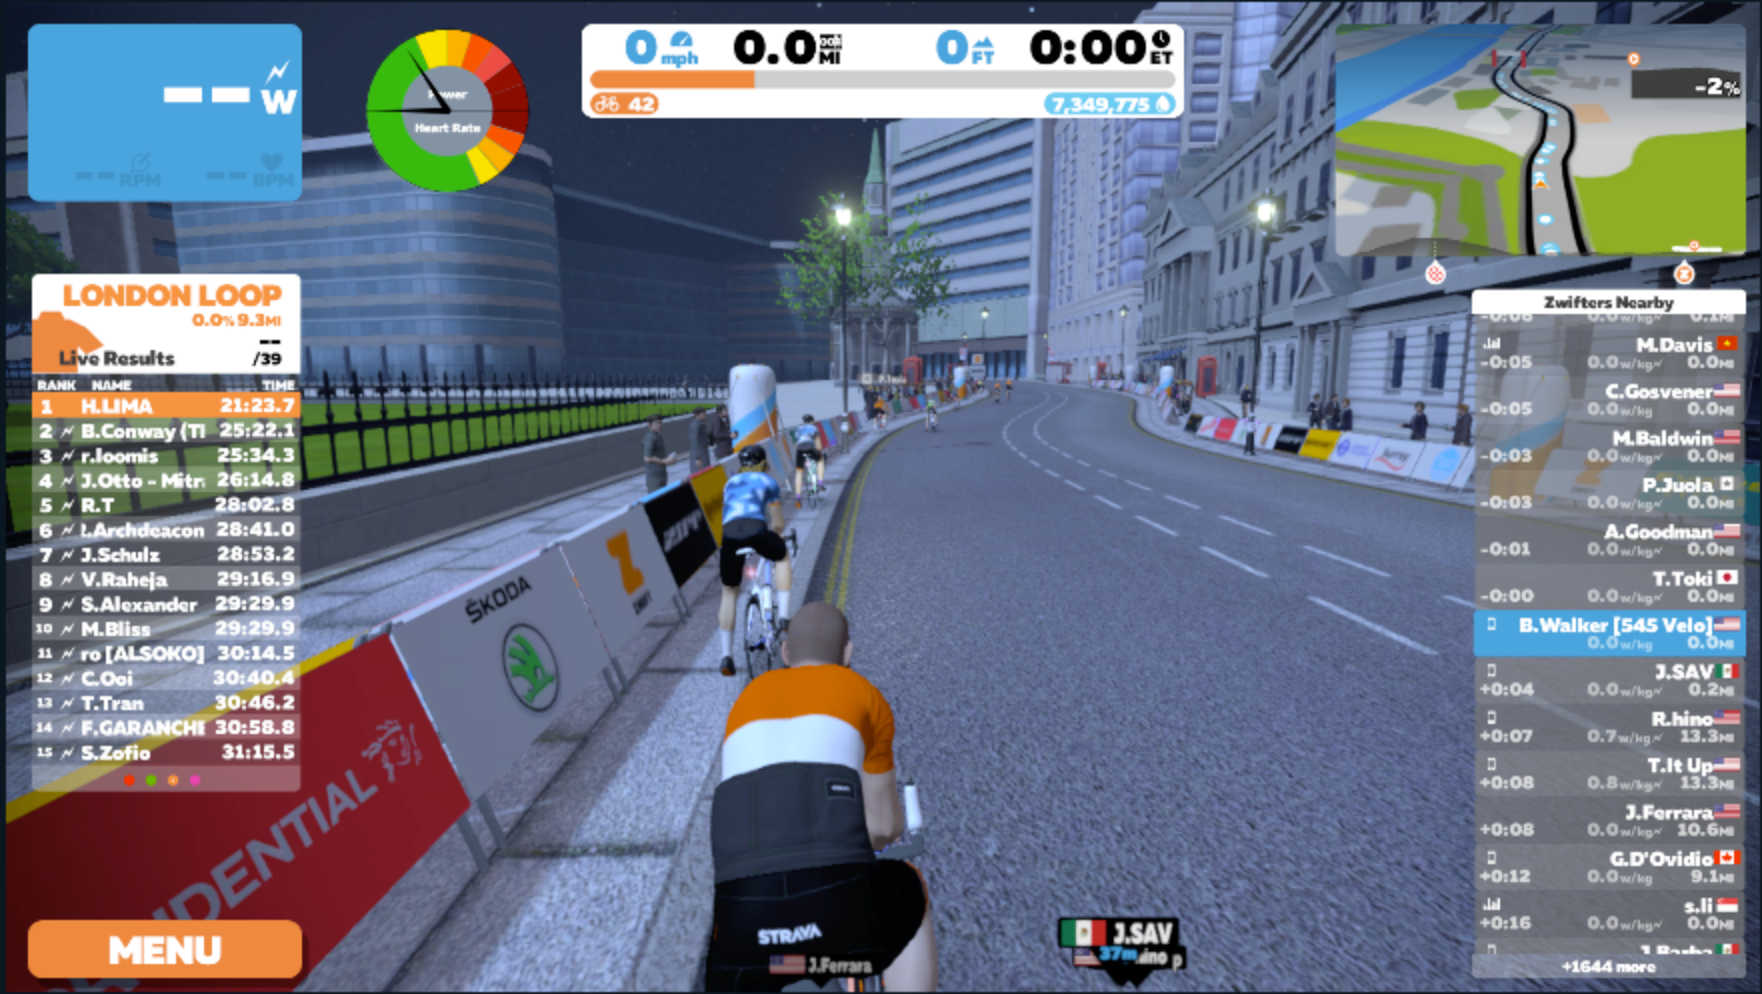 -- W
-- RPM -- BPM
Power
Heart Rate
0 mph 0.0 MI 0 FT 0:00 ET
42 7,349,775
-2%
LONDON LOOP
0.0% 9.3MI
--
Live Results /39
RANK NAME TIME
1 H.LIMA 21:23.7
2 B.Conway (TI 25:22.1
3 r.loomis 25:34.3
4 J.Otto - Mitr 26:14.8
5 R.T 28:02.8
6 .Archdeacon 28:41.0
7 J.Schulz 28:53.2
8 V.Raheja 29:16.9
9 S.Alexander 29:29.9
10 M.Bliss 29:29.9
11 ro [ALSOKO] 30:14.5
12 C.Ooi 30:40.4
13 T.Tran 30:46.2
14 F.GARANCHE 30:58.8
15 S.Zofio 31:15.5
MENU
Zwifters Nearby
-0:06 0.0w/kg 0.1MI
M.Davis
-0:05 0.0w/kg 0.0MI
C.Gosvener
-0:05 0.0w/kg 0.0MI
M.Baldwin
-0:03 0.0w/kg 0.0MI
P.Juola
-0:03 0.0w/kg 0.0MI
A.Goodman
-0:01 0.0w/kg 0.0MI
T.Toki
-0:00 0.0w/kg 0.0MI
B.Walker [545 Velo]
0.0w/kg 0.0MI
J.SAV
+0:04 0.0w/kg 0.2MI
R.hino
+0:07 0.7w/kg 13.3MI
T.It Up
+0:08 0.8w/kg 13.3MI
J.Ferrara
+0:08 0.0w/kg 10.6MI
G.D'Ovidio
+0:12 0.0w/kg 9.1MI
s.li
+0:16 0.0w/kg 0.0MI
J.Barba
+1644 more
ŠKODA
ZWIFT
IDENTIAL
STRAVA
J.Ferrara
J.SAV
37m ino p